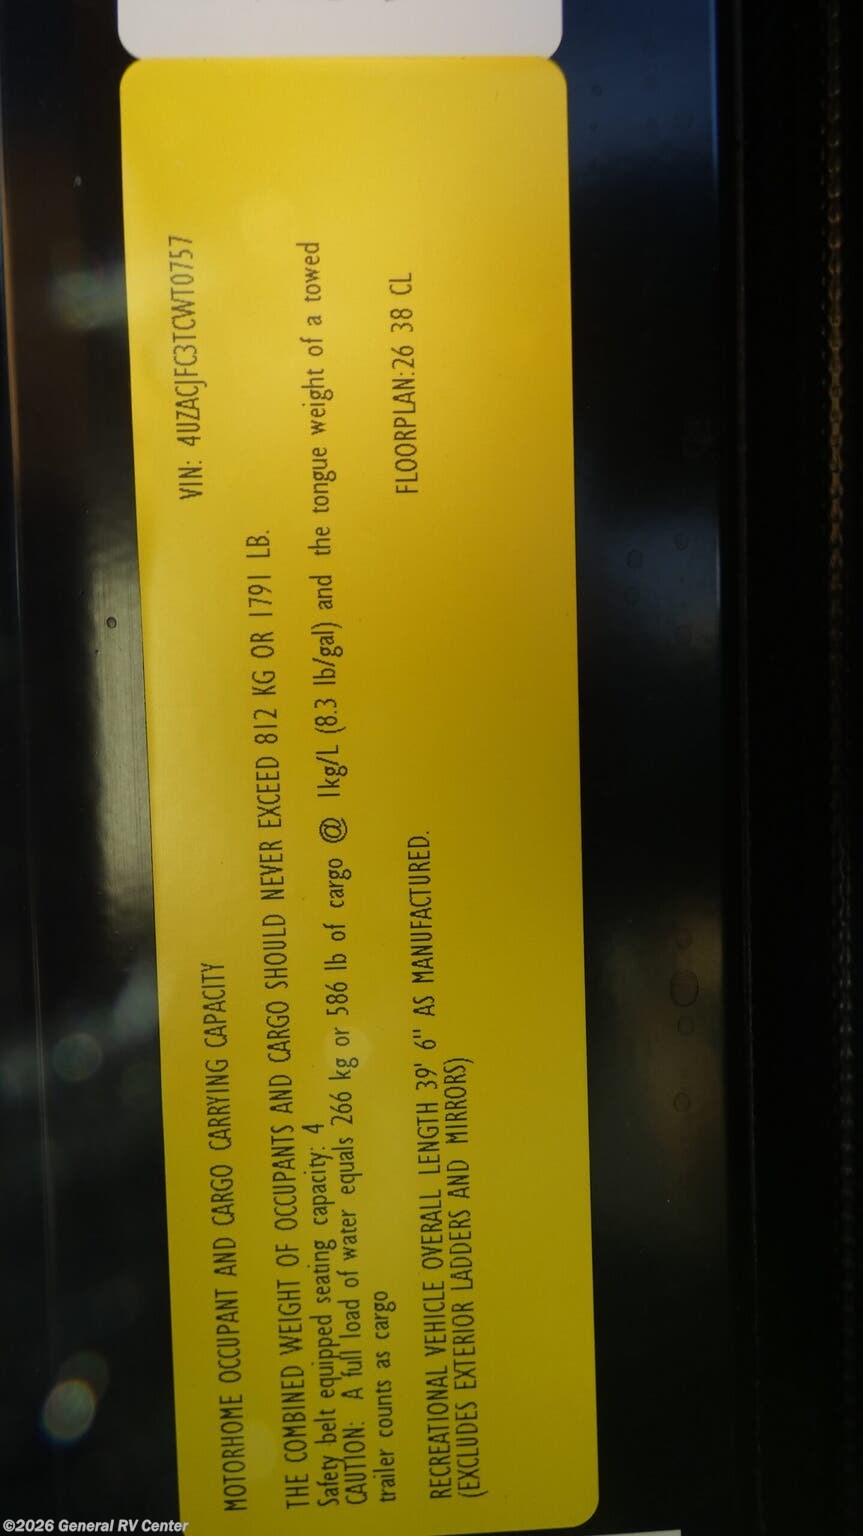 VIN: 4UZACJFC3TCWT0757
MOTORHOME OCCUPANT AND CARGO CARRYING CAPACITY
THE COMBINED WEIGHT OF OCCUPANTS AND CARGO SHOULD NEVER EXCEED 812 KG OR 1791 LB.
Safety belt equipped seating capacity: 4
CAUTION: A full load of water equals 266 kg or 586 lb of cargo @ 1kg/L (8.3 lb/gal) and the tongue weight of a towed
trailer counts as cargo
FLOORPLAN:26 38 CL
RECREATIONAL VEHICLE OVERALL LENGTH 39' 6" AS MANUFACTURED.
(EXCLUDES EXTERIOR LADDERS AND MIRRORS)
©2026 General RV Center